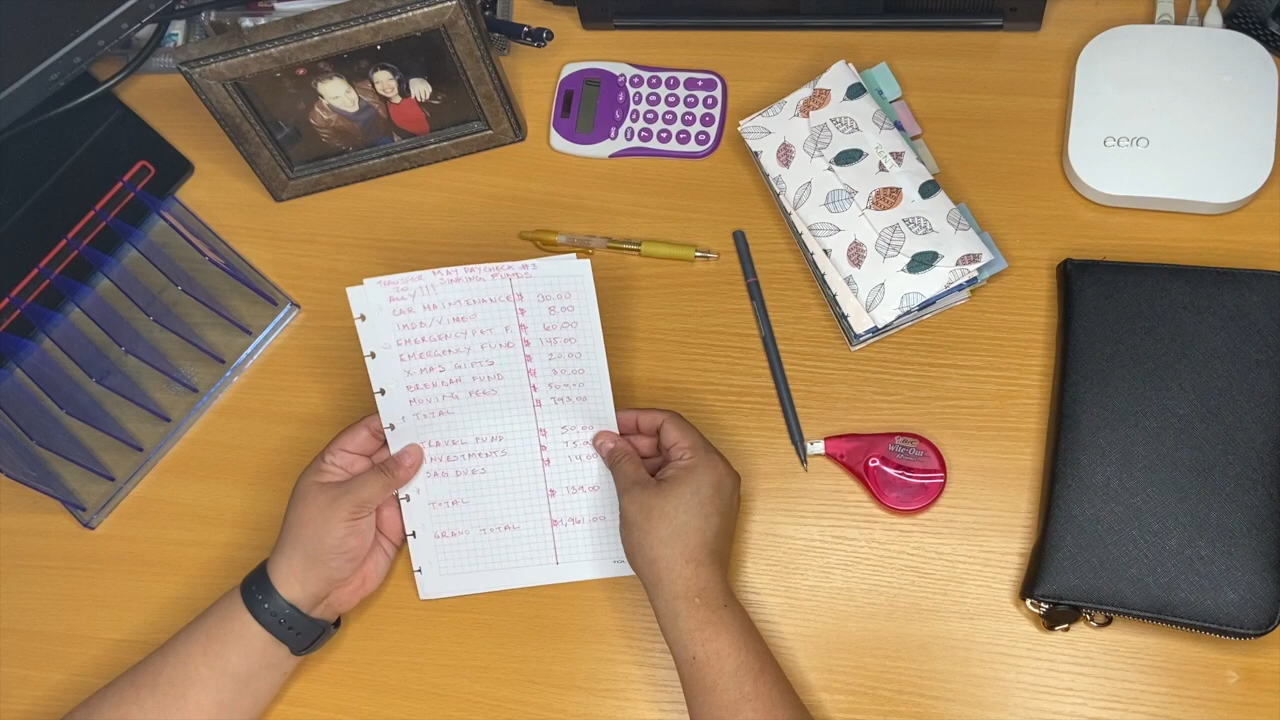 TRANSFER MAY PAYCHECK #3
TO SINKING FUNDS
ALLY!!!
CAR MAINTENANCE $ 30.00
IMDB/VIMEO $ 8.00
EMERGENCY PET F. $ 60.00
EMERGENCY FUND $ 145.00
X-MAS GIFTS $ 20.00
BRENDAN FUND $ 30.00
MOVING FEES $ 500.00
TOTAL $ 793.00
TRAVEL FUND $ 50.00
INVESTMENTS $ 75.00
SAG DUES $ 14.00
TOTAL $ 139.00
GRAND TOTAL $1,961.00
RENT
eero
BIC
Wite-Out